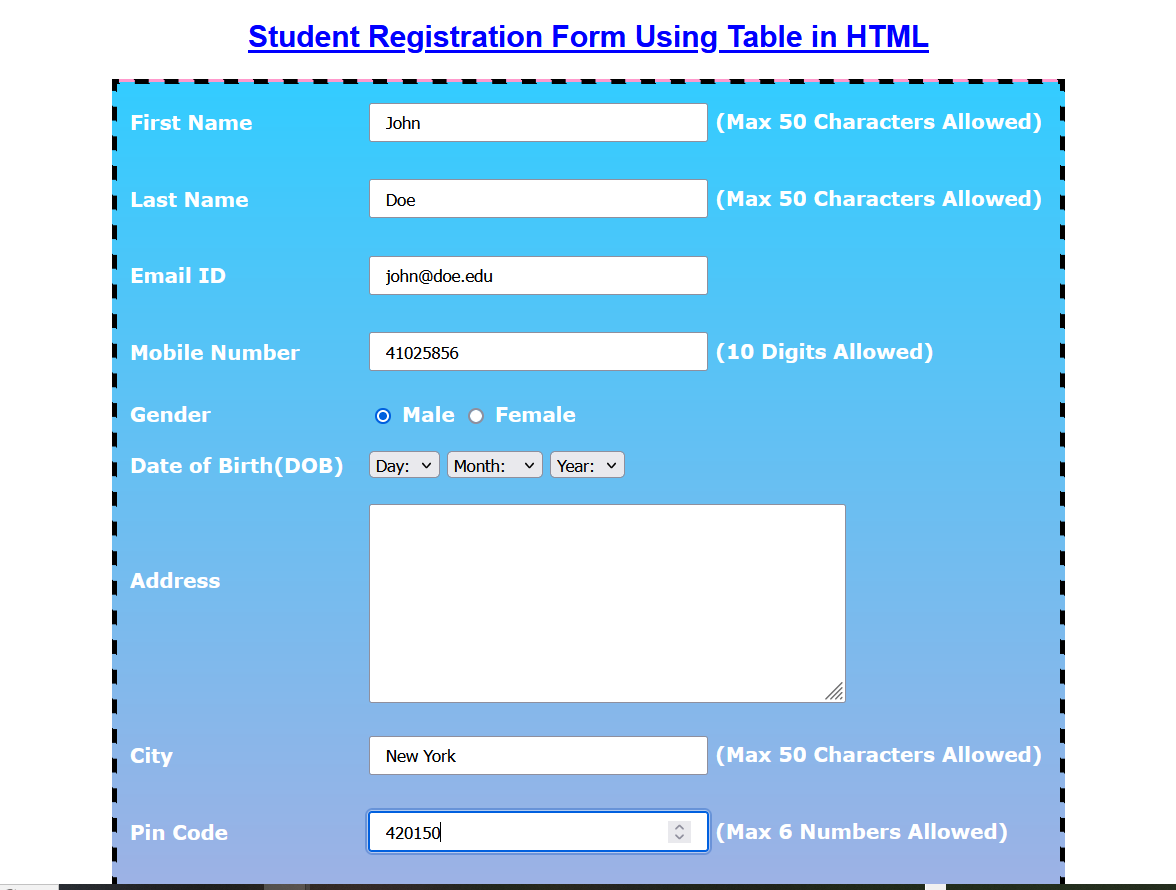 Student Registration Form Using Table in HTML
First Name John (Max 50 Characters Allowed)
Last Name Doe (Max 50 Characters Allowed)
Email ID john@doe.edu
Mobile Number 41025856 (10 Digits Allowed)
Gender Male Female
Date of Birth(DOB) Day: Month: Year:
Address
City New York (Max 50 Characters Allowed)
Pin Code 420150 (Max 6 Numbers Allowed)